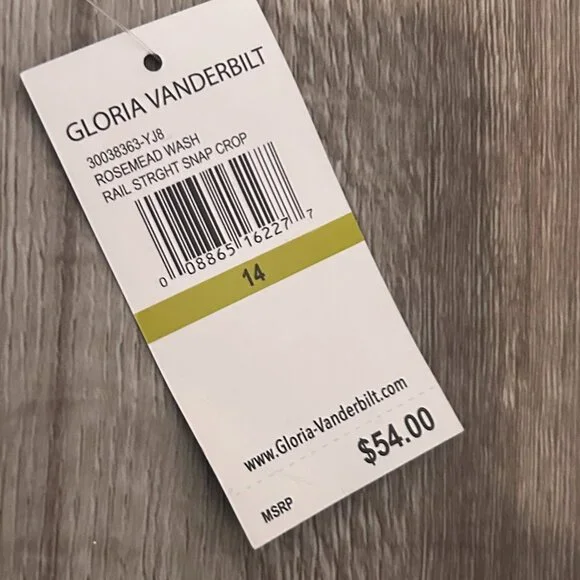 GLORIA VANDERBILT
30038363-YJ8
ROSEMEAD WASH
RAIL STRGHT SNAP CROP
0 08865 16227 7
14
www.Gloria-Vanderbilt.com
MSRP $54.00